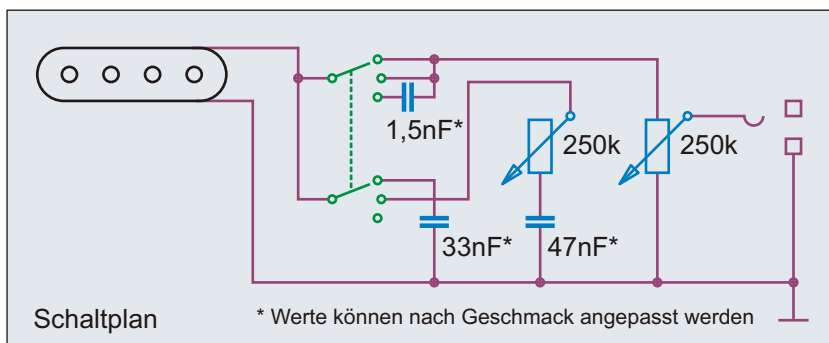 1,5nF*
250k
250k
33nF*
47nF*
Schaltplan
* Werte können nach Geschmack angepasst werden